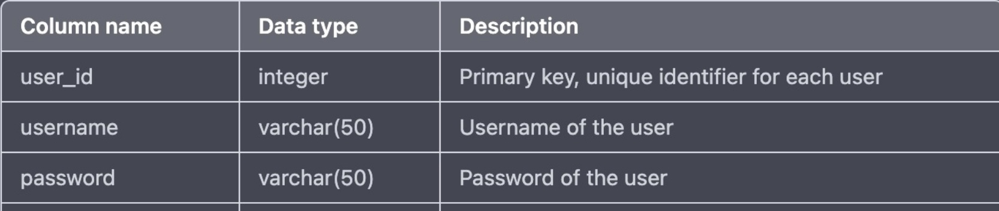 Column name Data type Description
user_id integer Primary key, unique identifier for each user
username varchar(50) Username of the user
password varchar(50) Password of the user